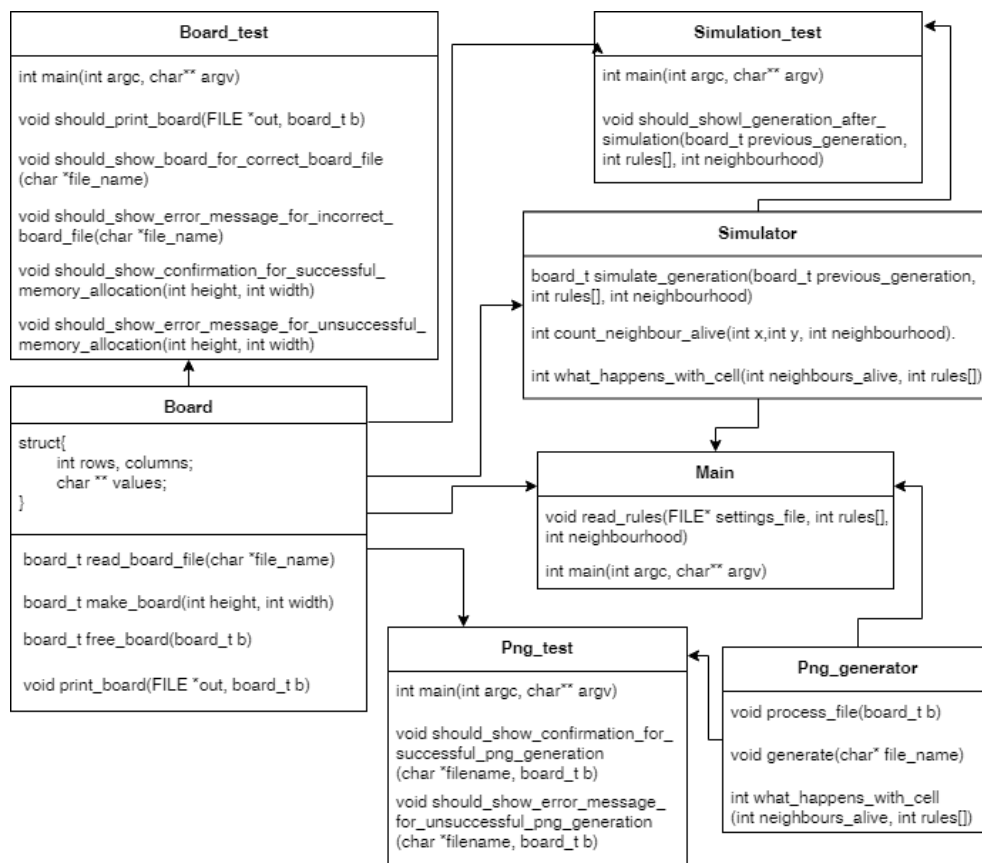 Board_test
int main(int argc, char** argv)
void should_print_board(FILE *out, board_t b)
void should_show_board_for_correct_board_file
(char *file_name)
void should_show_error_message_for_incorrect_
board_file(char *file_name)
void should_show_confirmation_for_successful_
memory_allocation(int height, int width)
void should_show_error_message_for_unsuccessful_
memory_allocation(int height, int width)
Simulation_test
int main(int argc, char** argv)
void should_showl_generation_after_
simulation(board_t previous_generation,
int rules[], int neighbourhood)
Simulator
board_t simulate_generation(board_t previous_generation,
int rules[], int neighbourhood)
int count_neighbour_alive(int x,int y, int neighbourhood).
int what_happens_with_cell(int neighbours_alive, int rules[])
Board
struct{
int rows, columns;
char ** values;
}
board_t read_board_file(char *file_name)
board_t make_board(int height, int width)
board_t free_board(board_t b)
void print_board(FILE *out, board_t b)
Main
void read_rules(FILE* settings_file, int rules[],
int neighbourhood)
int main(int argc, char** argv)
Png_test
int main(int argc, char** argv)
void should_show_confirmation_for_
successful_png_generation
(char *filename, board_t b)
void should_show_error_message_
for_unsuccessful_png_generation
(char *filename, board_t b)
Png_generator
void process_file(board_t b)
void generate(char* file_name)
int what_happens_with_cell
(int neighbours_alive, int rules[])